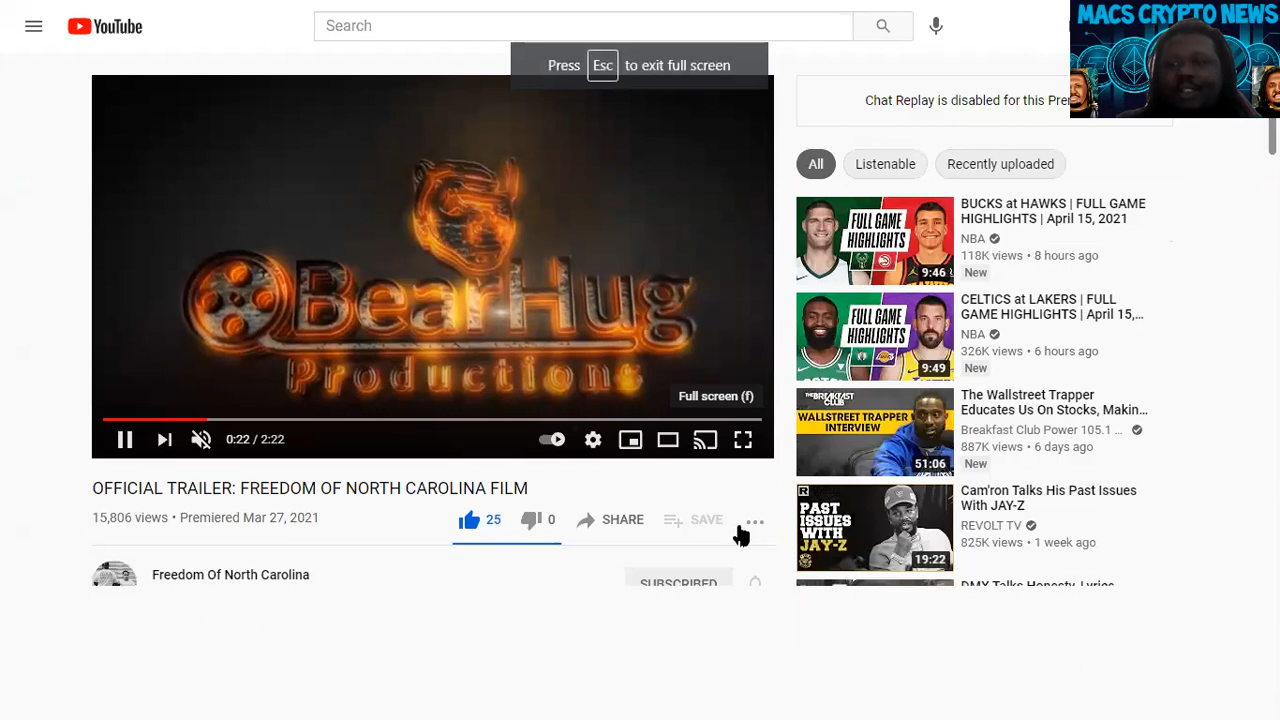 YouTube
Search
MACS CRYPTO NEWS
Press Esc to exit full screen
BearHug
Productions
Full screen (f)
0:22 / 2:22
OFFICIAL TRAILER: FREEDOM OF NORTH CAROLINA FILM
15,806 views • Premiered Mar 27, 2021
25
0
SHARE
SAVE
Freedom Of North Carolina
SUBSCRIBED
Chat Replay is disabled for this Pre
All
Listenable
Recently uploaded
FULL GAME
HIGHLIGHTS
9:46
BUCKS at HAWKS | FULL GAME
HIGHLIGHTS | April 15, 2021
NBA
118K views • 8 hours ago
New
FULL GAME
HIGHLIGHTS
9:49
CELTICS at LAKERS | FULL
GAME HIGHLIGHTS | April 15,...
NBA
326K views • 6 hours ago
New
THE BREAKFAST
CLUB
WALLSTREET TRAPPER
INTERVIEW
51:06
The Wallstreet Trapper
Educates Us On Stocks, Makin...
Breakfast Club Power 105.1 ...
887K views • 6 days ago
New
R
PAST
ISSUES
WITH
JAY-Z
19:22
Cam'ron Talks His Past Issues
With JAY-Z
REVOLT TV
825K views • 1 week ago
DMX Talks Honesty, Lyrics